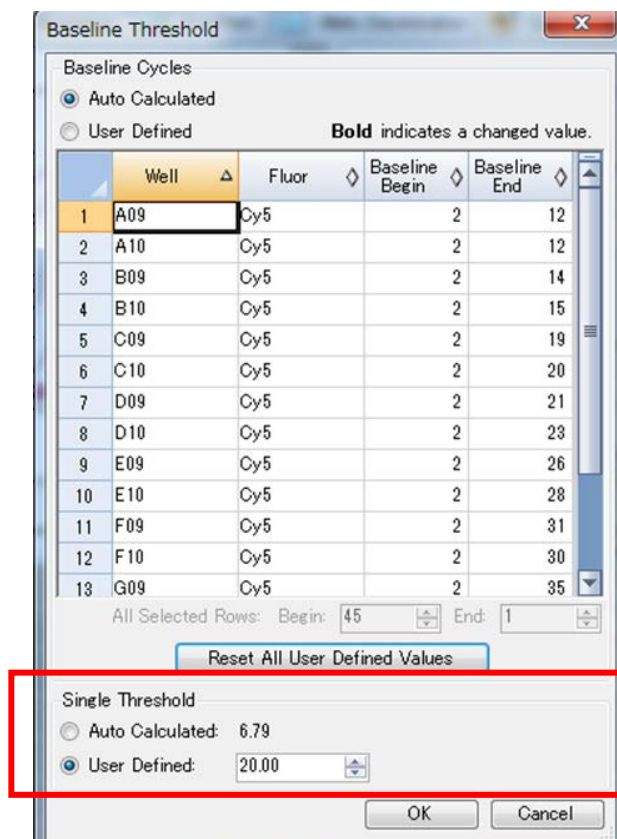 Baseline Threshold
Baseline Cycles
Auto Calculated
User Defined Bold indicates a changed value.
Well Fluor Baseline Begin Baseline End
1 A09 Cy5 2 12
2 A10 Cy5 2 12
3 B09 Cy5 2 14
4 B10 Cy5 2 15
5 C09 Cy5 2 19
6 C10 Cy5 2 20
7 D09 Cy5 2 21
8 D10 Cy5 2 23
9 E09 Cy5 2 26
10 E10 Cy5 2 28
11 F09 Cy5 2 31
12 F10 Cy5 2 30
13 G09 Cy5 2 35
All Selected Rows: Begin: 45 End: 1
Reset All User Defined Values
Single Threshold
Auto Calculated: 6.79
User Defined: 20.00
OK Cancel